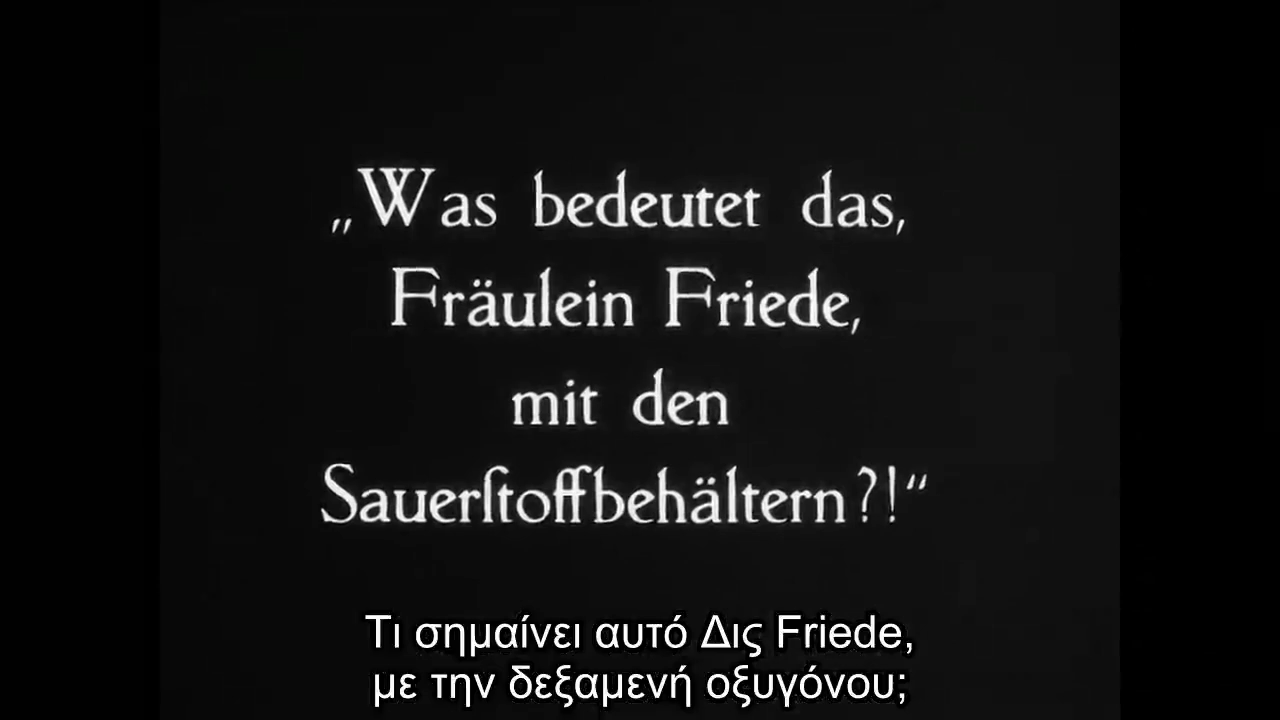 „Was bedeutet das,
Fräulein Friede,
mit den
Sauerſtoffbehältern?!“
Τι σημαίνει αυτό Δις Friede,
με την δεξαμενή οξυγόνου;